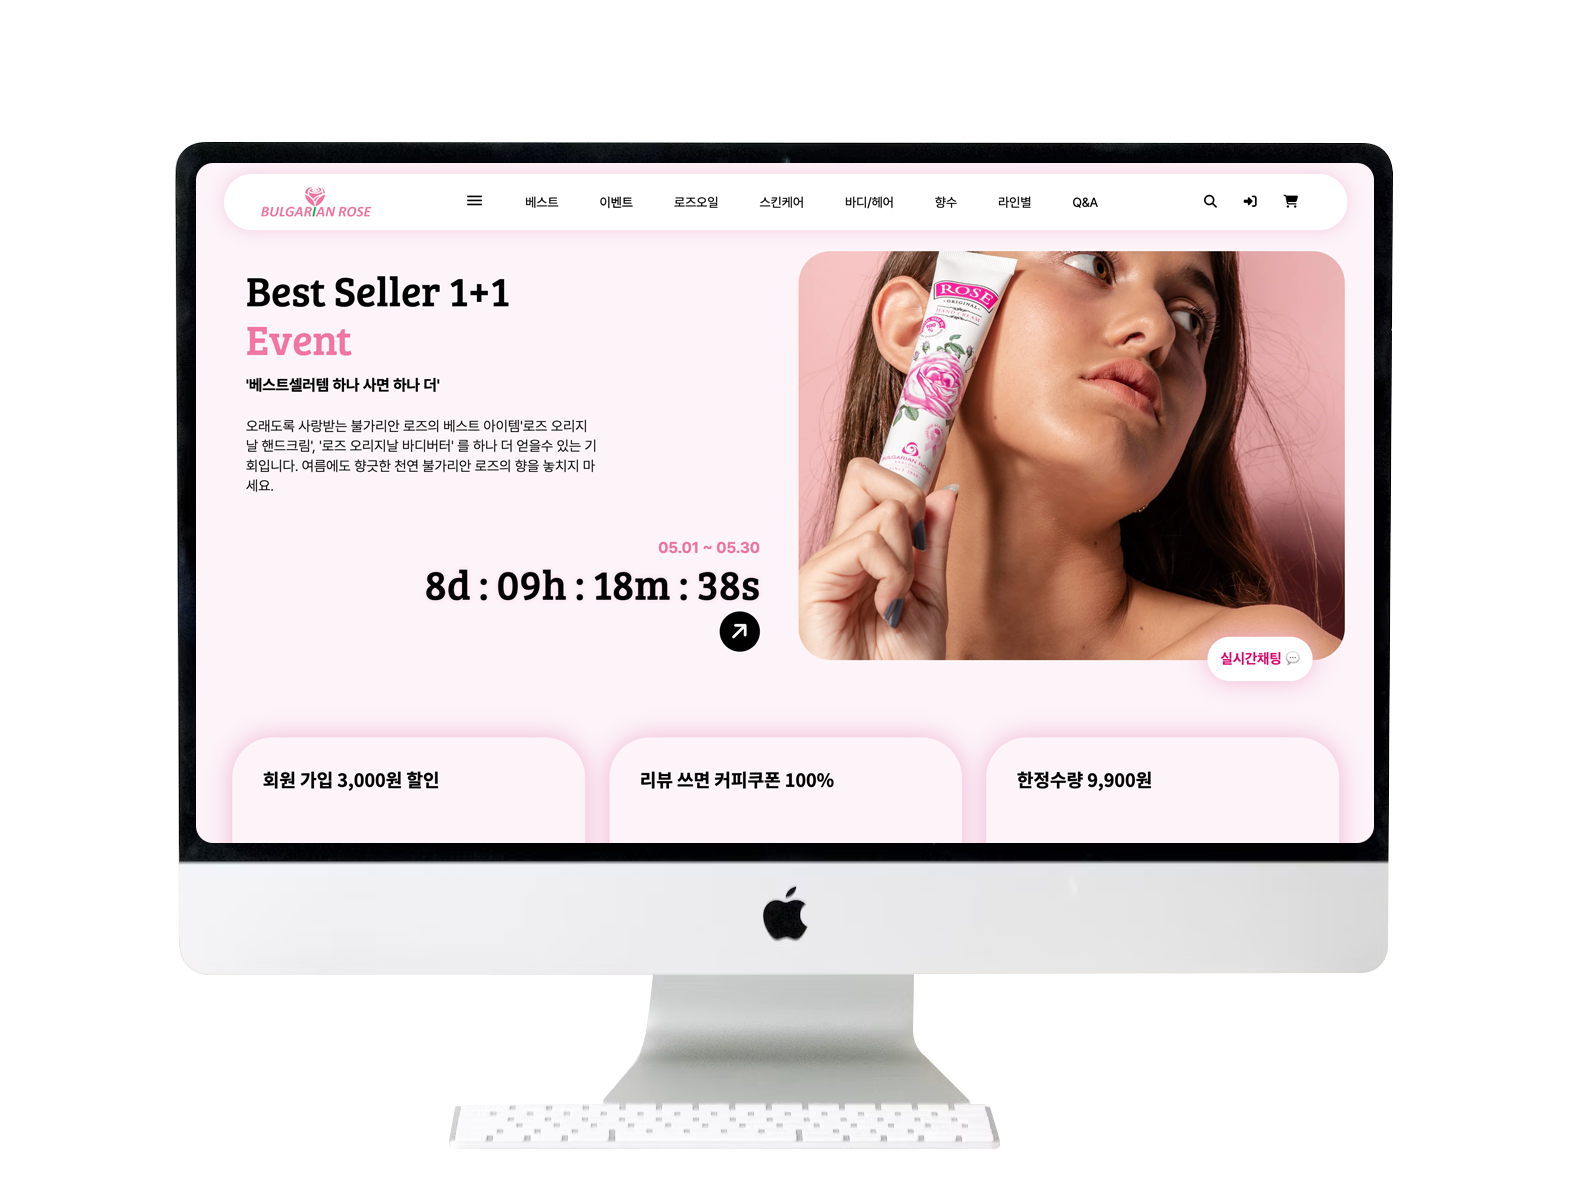 BULGARIAN ROSE
베스트 이벤트 로즈오일 스킨케어 바디/헤어 향수 라인별 Q&A
Best Seller 1+1
Event
'베스트셀러템 하나 사면 하나 더'
오래도록 사랑받는 불가리안 로즈의 베스트 아이템'로즈 오리지
날 핸드크림', '로즈 오리지날 바디버터' 를 하나 더 얻을수 있는 기
회입니다. 여름에도 향긋한 천연 불가리안 로즈의 향을 놓치지 마
세요.
05.01 ~ 05.30
8d : 09h : 18m : 38s
ROSE
ORIGINAL
HAND CREAM
BULGARIAN ROSE
실시간채팅
회원 가입 3,000원 할인
리뷰 쓰면 커피쿠폰 100%
한정수량 9,900원